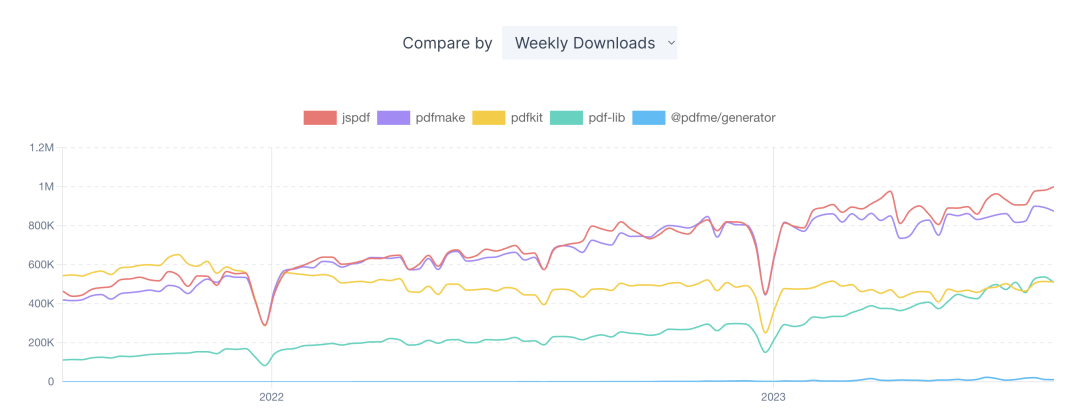 Compare by Weekly Downloads
jspdf pdfmake pdfkit pdf-lib @pdfme/generator
1.2M
1M
800K
600K
400K
200K
0
2022 2023